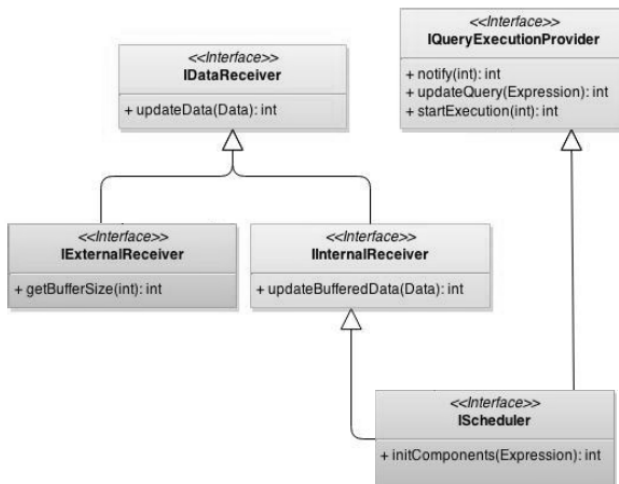 <<Interface>>
IQueryExecutionProvider
+ notify(int): int
+ updateQuery(Expression): int
+ startExecution(int): int
<<Interface>>
IDataReceiver
+ updateData(Data): int
<<Interface>>
IExternalReceiver
+ getBufferSize(int): int
<<Interface>>
IInternalReceiver
+ updateBufferedData(Data): int
<<Interface>>
IScheduler
+ initComponents(Expression): int